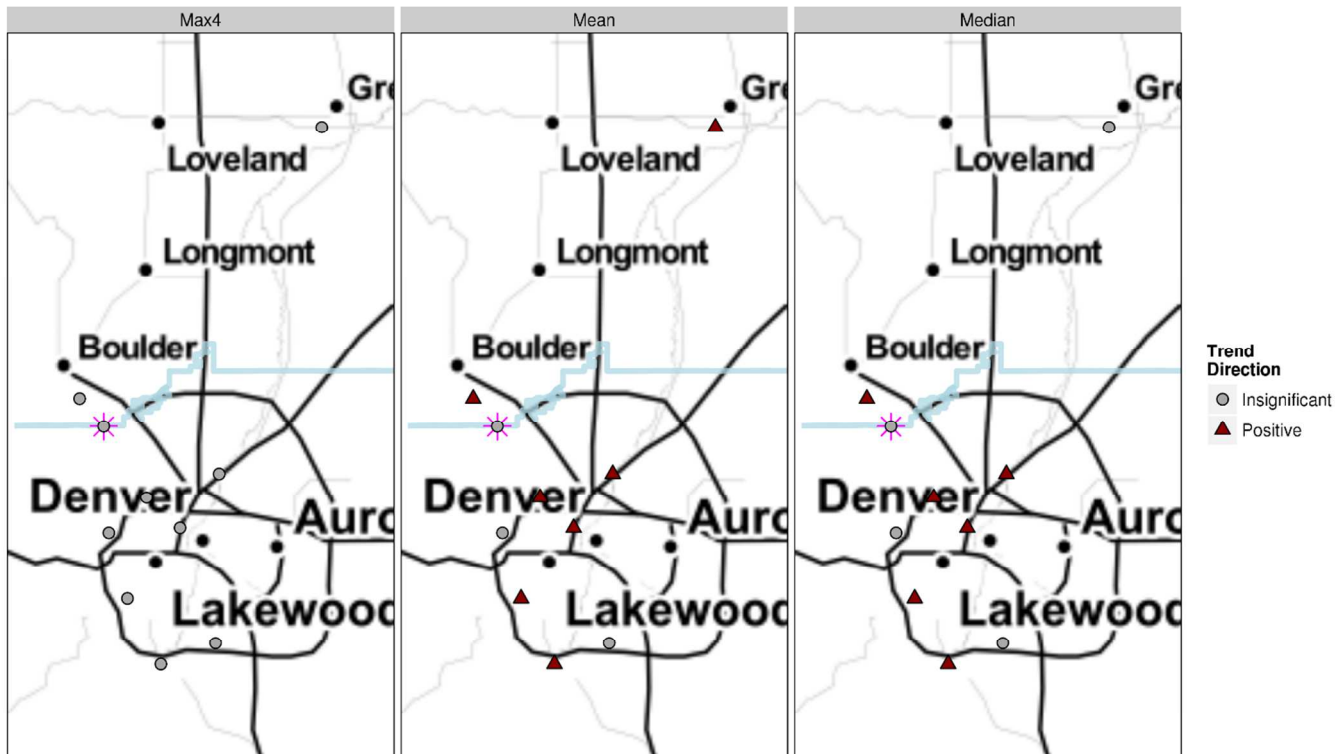 Max4
Mean
Median
Gre
Gre
Gre
Loveland
Loveland
Loveland
Longmont
Longmont
Longmont
Boulder
Boulder
Boulder
Trend
Direction
Insignificant
Positive
Denver
Auro
Denver
Auro
Denver
Auro
Lakewood
Lakewood
Lakewood